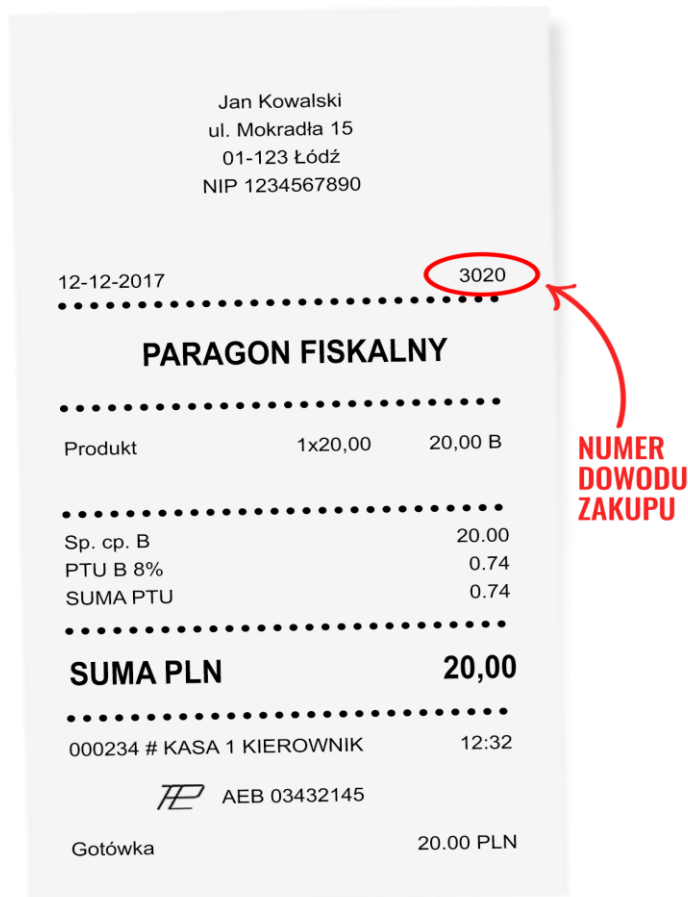 Jan Kowalski
ul. Mokradła 15
01-123 Łódź
NIP 1234567890
12-12-2017 3020
PARAGON FISKALNY
Produkt 1x20,00 20,00 B
Sp. cp. B 20.00
PTU B 8% 0.74
SUMA PTU 0.74
SUMA PLN 20,00
000234 # KASA 1 KIEROWNIK 12:32
AEB 03432145
Gotówka 20.00 PLN
NUMER
DOWODU
ZAKUPU